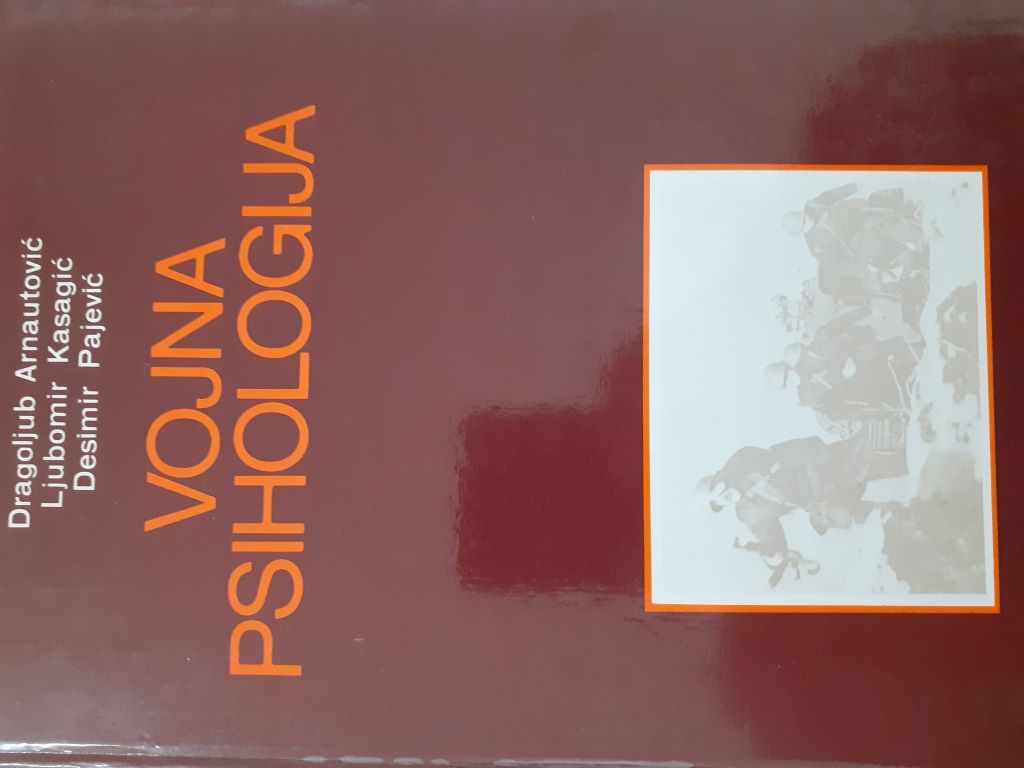 Dragoljub Arnautović
Ljubomir Kasagić
Desimir Pajević
VOJNA
PSIHOLOGIJA